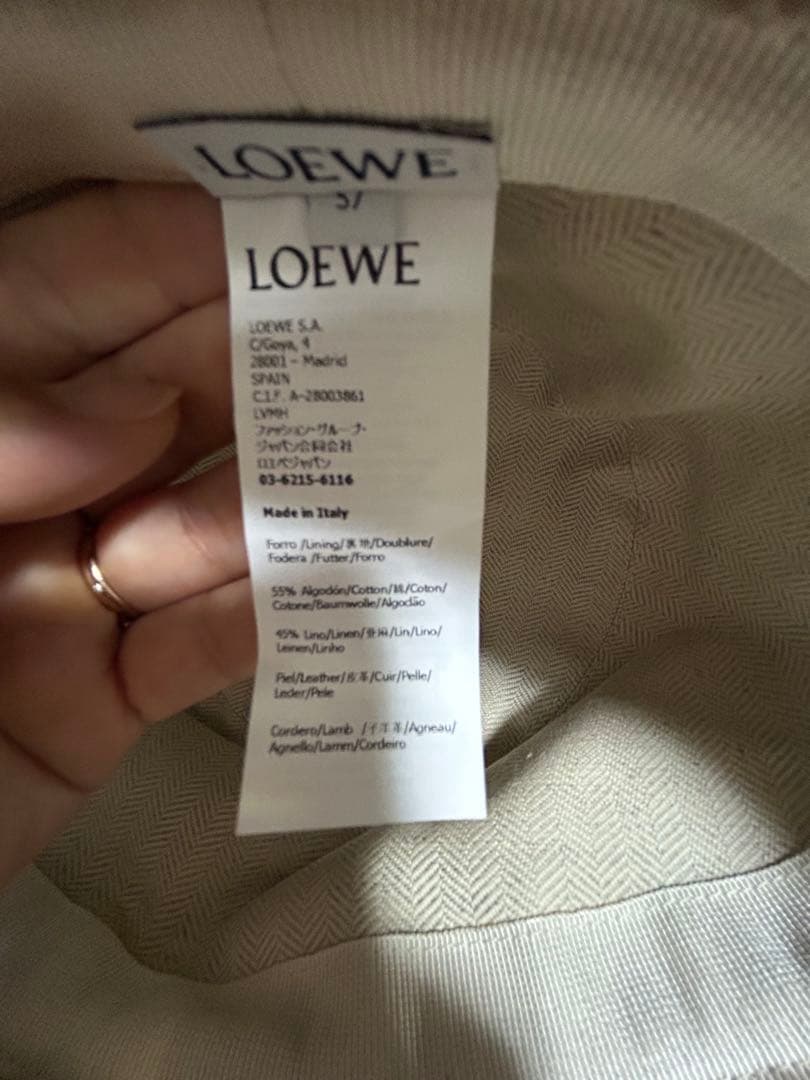 LOEWE
57
LOEWE
LOEWE S.A.
C/Goya, 4
28001 - Madrid
SPAIN
C.I.F. A-28003861
LVMH
ファッション・グループ・
ジャパン合同会社
ロエベジャパン
03-6215-6116
Made in Italy
Forro /Lining/裏地/Doublure/
Fodera /Futter/Forro
55% Algodón/Cotton/綿/Coton/
Cotone/Baumwolle/Algodão
45% Lino/Linen/亜麻/Lin/Lino/
Leinen/Linho
Piel/Leather/皮革/Cuir/Pelle/
Leder/Pele
Cordero/Lamb /子羊革/Agneau/
Agnello/Lamm/Cordeiro